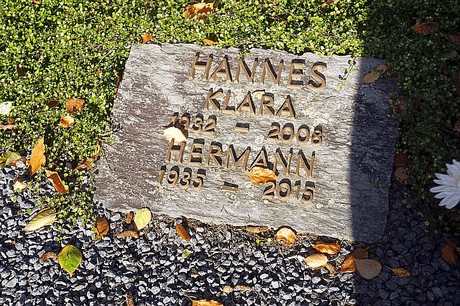 HANNES
KLARA
1932 - 2008
HERMANN
1935 - 2015